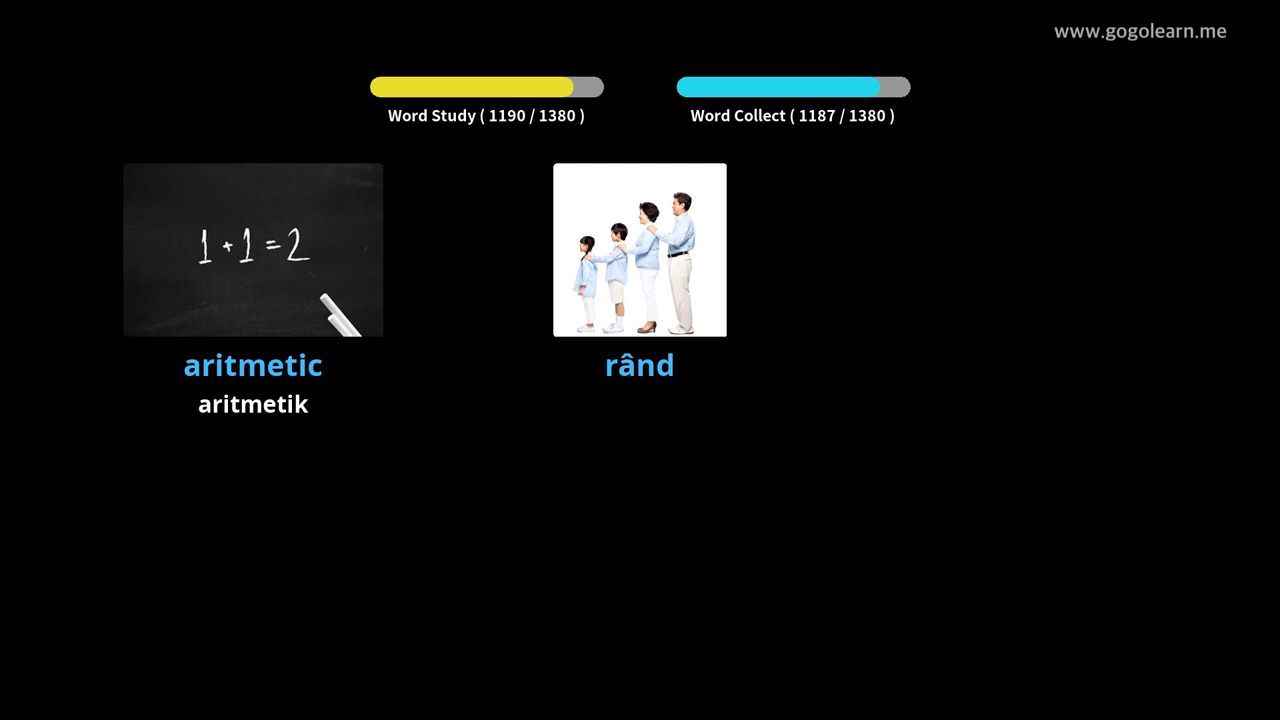 www.gogolearn.me
Word Study ( 1190 / 1380 )
Word Collect ( 1187 / 1380 )
1 + 1 = 2
aritmetic
rând
aritmetik